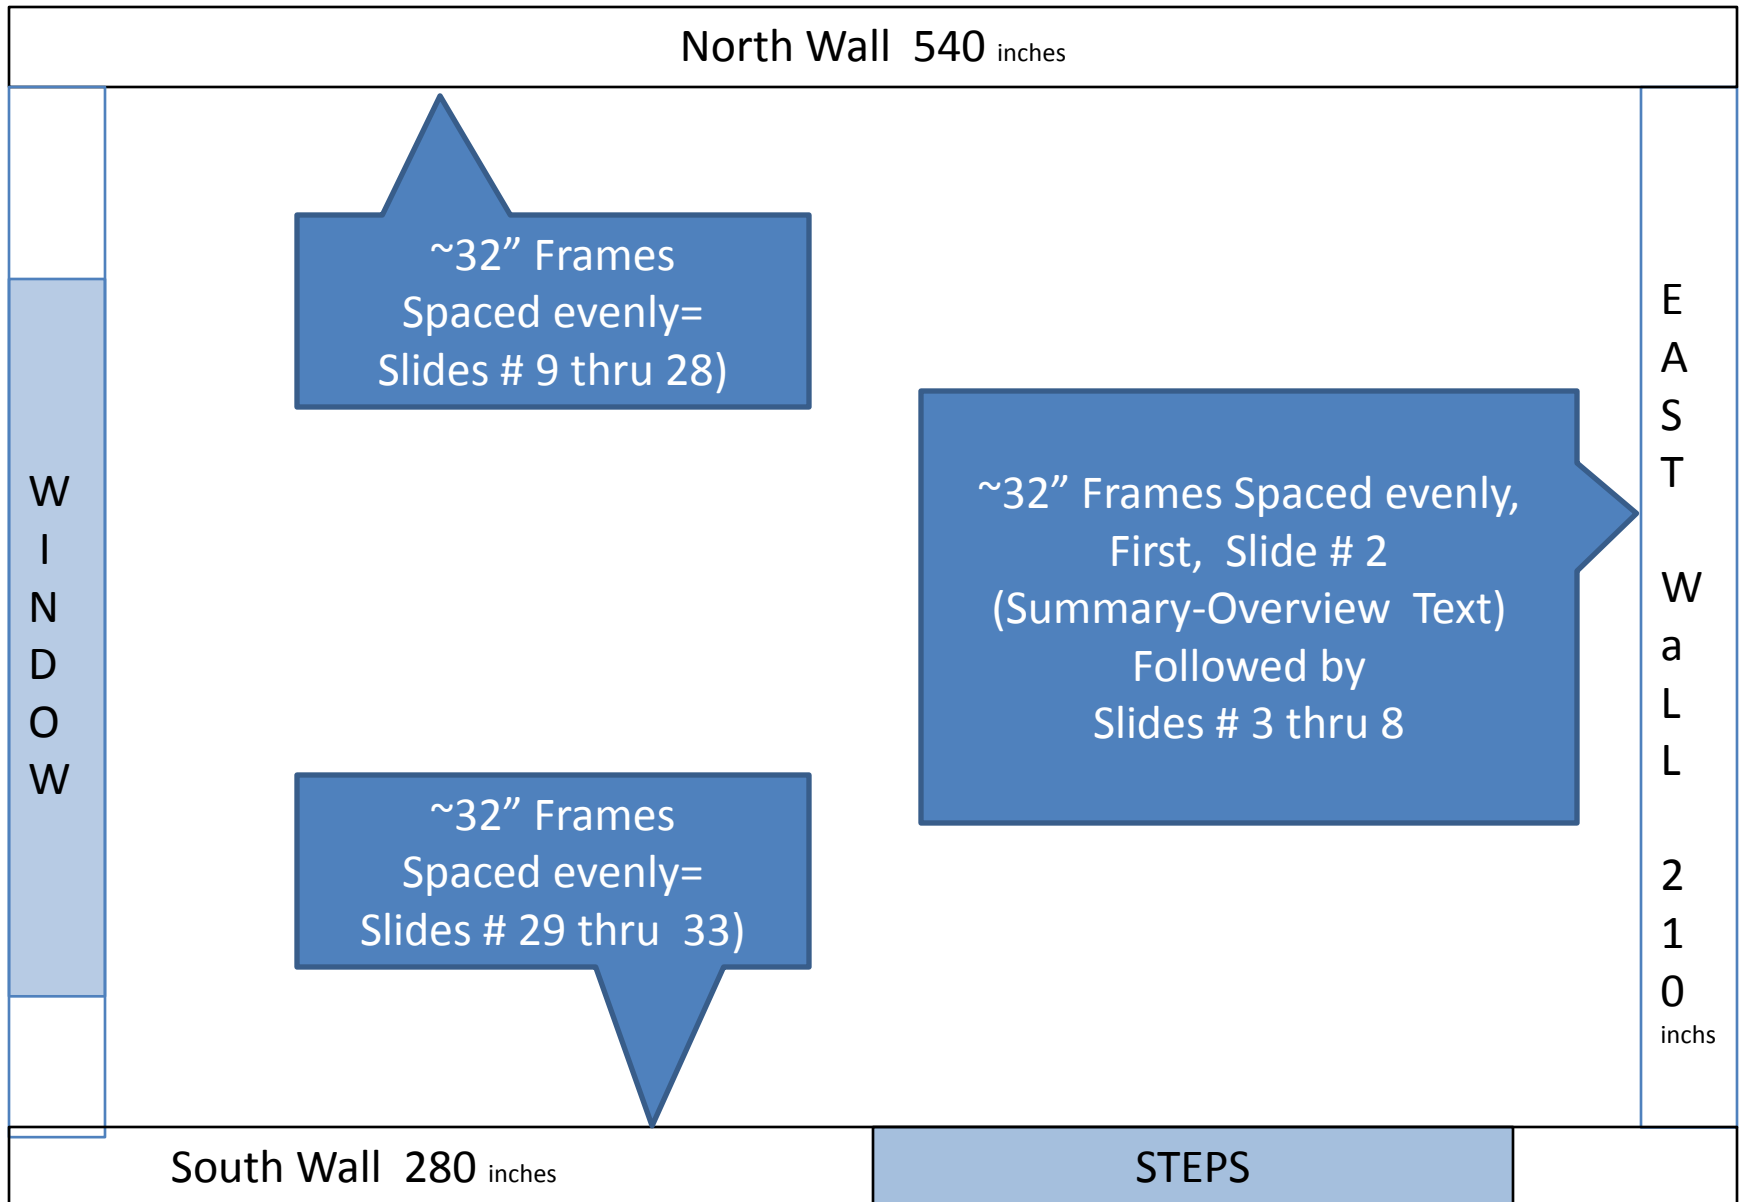 North Wall 540 inches
~32” Frames
Spaced evenly=
Slides # 9 thru 28)
~32” Frames Spaced evenly,
First, Slide # 2
(Summary-Overview Text)
Followed by
Slides # 3 thru 8
E
A
S
T
W
a
L
L
2
1
0
inchs
W
I
N
D
O
W
~32” Frames
Spaced evenly=
Slides # 29 thru 33)
South Wall 280 inches
STEPS